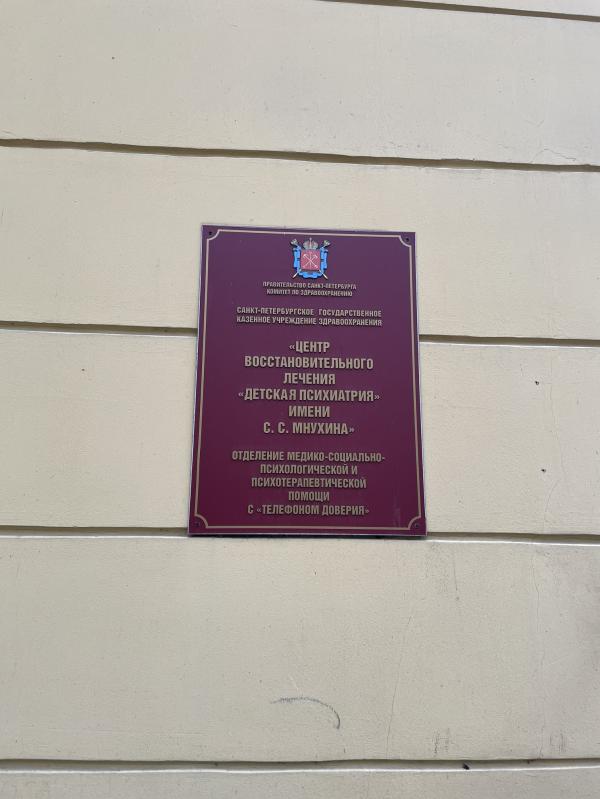 ПРАВИТЕЛЬСТВО САНКТ-ПЕТЕРБУРГА
КОМИТЕТ ПО ЗДРАВООХРАНЕНИЮ
САНКТ-ПЕТЕРБУРГСКОЕ ГОСУДАРСТВЕННОЕ
КАЗЕННОЕ УЧРЕЖДЕНИЕ ЗДРАВООХРАНЕНИЯ
«ЦЕНТР
ВОССТАНОВИТЕЛЬНОГО
ЛЕЧЕНИЯ
«ДЕТСКАЯ ПСИХИАТРИЯ»
ИМЕНИ
С. С. МНУХИНА»
ОТДЕЛЕНИЕ МЕДИКО-СОЦИАЛЬНО-
ПСИХОЛОГИЧЕСКОЙ И
ПСИХОТЕРАПЕВТИЧЕСКОЙ
ПОМОЩИ
С «ТЕЛЕФОНОМ ДОВЕРИЯ»